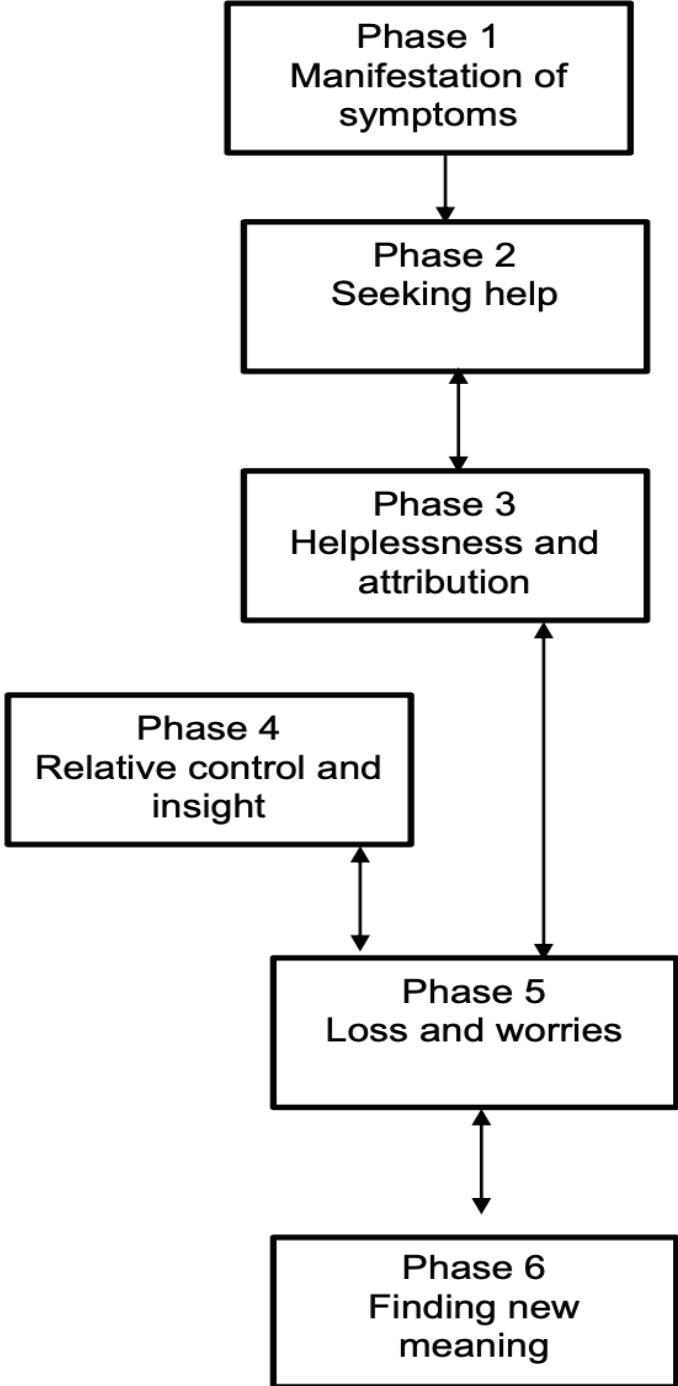 Phase 1
Manifestation of
symptoms
Phase 2
Seeking help
Phase 3
Helplessness and
attribution
Phase 4
Relative control and
insight
Phase 5
Loss and worries
Phase 6
Finding new
meaning